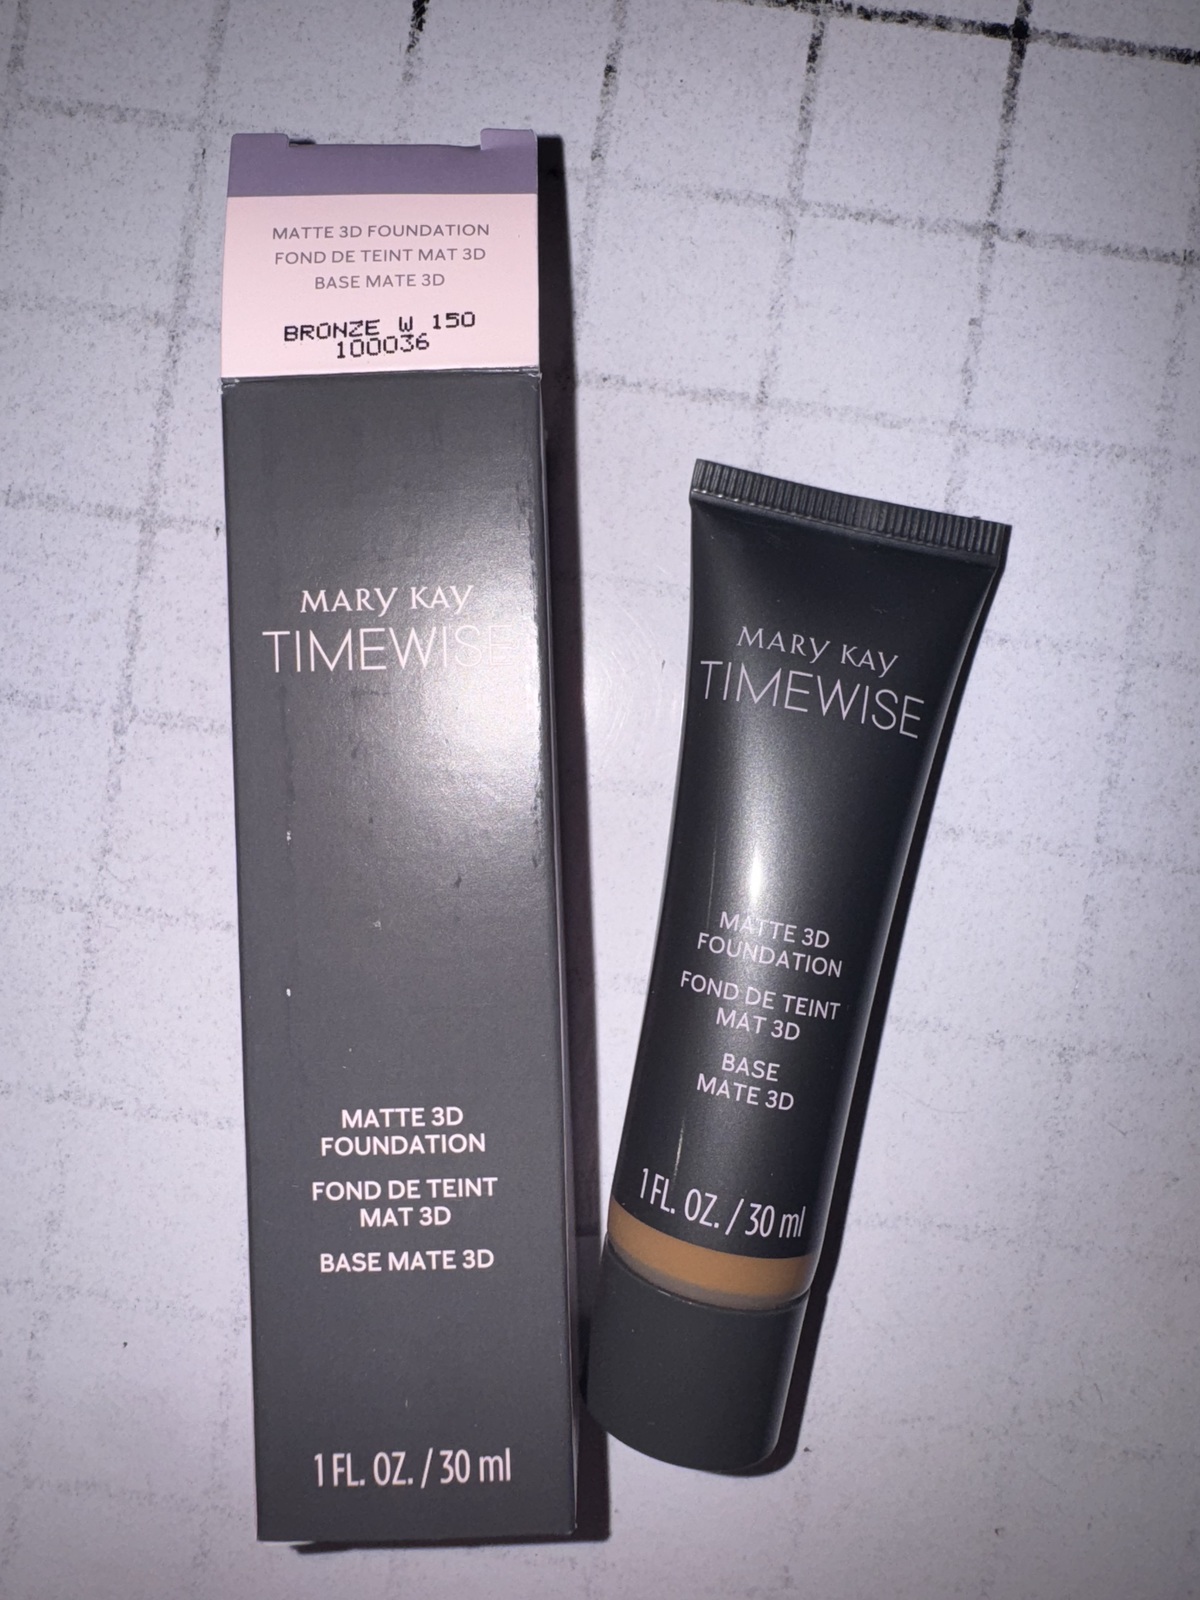 MATTE 3D FOUNDATION
FOND DE TEINT MAT 3D
BASE MATE 3D
BRONZE W 150
100036
MARY KAY
TIMEWISE
MATTE 3D
FOUNDATION
FOND DE TEINT
MAT 3D
BASE MATE 3D
1 FL. OZ. / 30 ml
MARY KAY
TIMEWISE
MATTE 3D
FOUNDATION
FOND DE TEINT
MAT 3D
BASE
MATE 3D
1 FL. OZ. / 30 ml